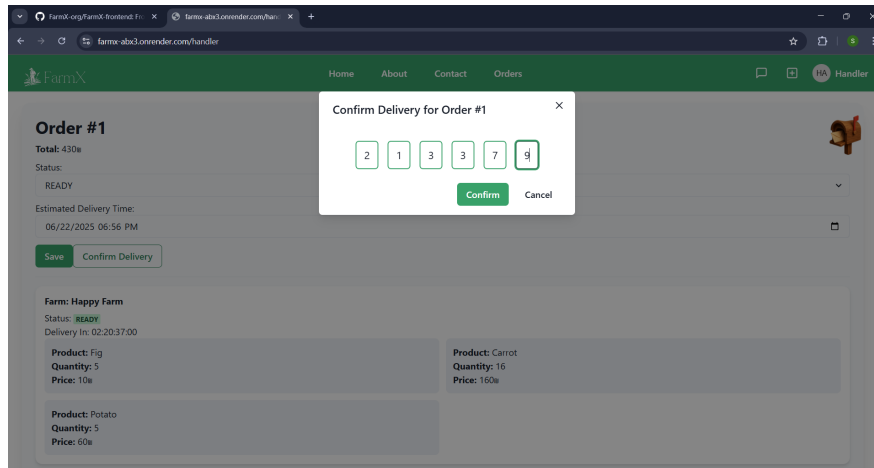 FarmX-org/FarmX-frontend: Fr
farmx-abx3.onrender.com/han
farmx-abx3.onrender.com/handler
S
FarmX
Home About Contact Orders
HA Handler
Confirm Delivery for Order #1
2 1 3 3 7 9
Confirm Cancel
Order #1
Total: 430₪
Status:
READY
Estimated Delivery Time:
06/22/2025 06:56 PM
Save Confirm Delivery
Farm: Happy Farm
Status: READY
Delivery In: 02:20:37:00
Product: Fig
Quantity: 5
Price: 10₪
Product: Carrot
Quantity: 16
Price: 160₪
Product: Potato
Quantity: 5
Price: 60₪